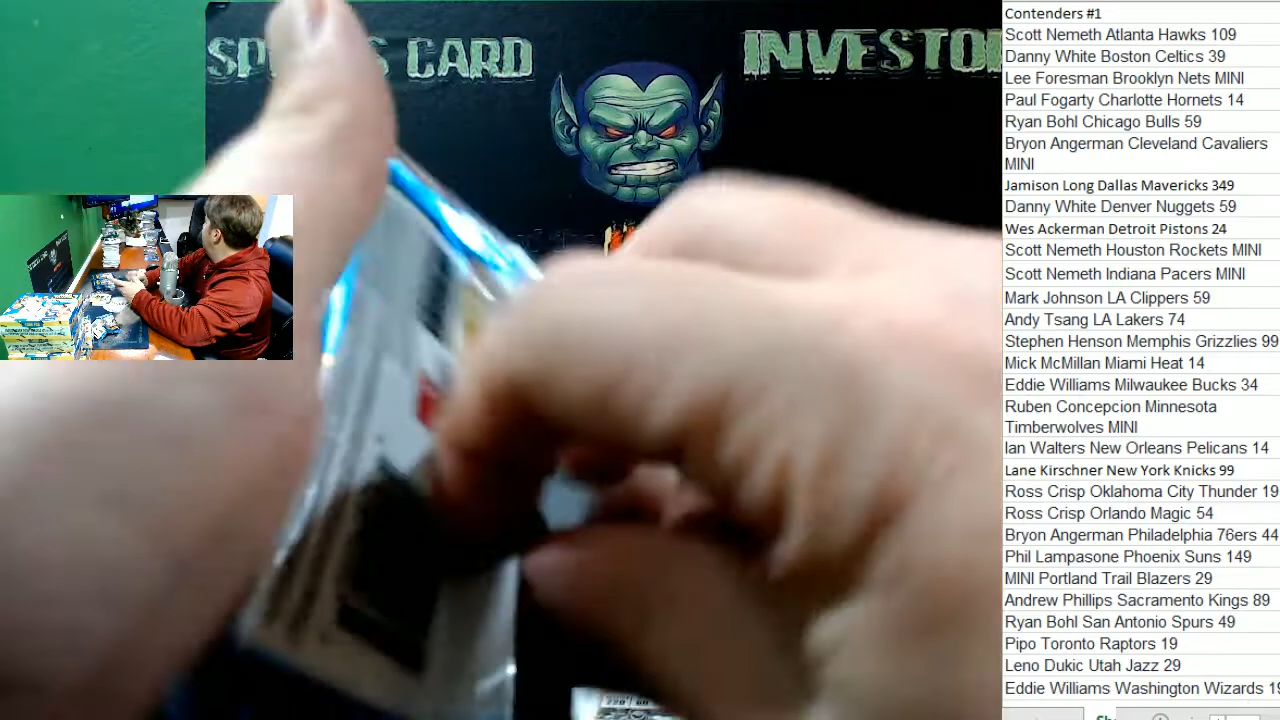 SP CARD
INVESTO
Contenders #1
Scott Nemeth Atlanta Hawks 109
Danny White Boston Celtics 39
Lee Foresman Brooklyn Nets MINI
Paul Fogarty Charlotte Hornets 14
Ryan Bohl Chicago Bulls 59
Bryon Angerman Cleveland Cavaliers
MINI
Jamison Long Dallas Mavericks 349
Danny White Denver Nuggets 59
Wes Ackerman Detroit Pistons 24
Scott Nemeth Houston Rockets MINI
Scott Nemeth Indiana Pacers MINI
Mark Johnson LA Clippers 59
Andy Tsang LA Lakers 74
Stephen Henson Memphis Grizzlies 99
Mick McMillan Miami Heat 14
Eddie Williams Milwaukee Bucks 34
Ruben Concepcion Minnesota
Timberwolves MINI
Ian Walters New Orleans Pelicans 14
Lane Kirschner New York Knicks 99
Ross Crisp Oklahoma City Thunder 19
Ross Crisp Orlando Magic 54
Bryon Angerman Philadelphia 76ers 44
Phil Lampasone Phoenix Suns 149
MINI Portland Trail Blazers 29
Andrew Phillips Sacramento Kings 89
Ryan Bohl San Antonio Spurs 49
Pipo Toronto Raptors 19
Leno Dukic Utah Jazz 29
Eddie Williams Washington Wizards 19